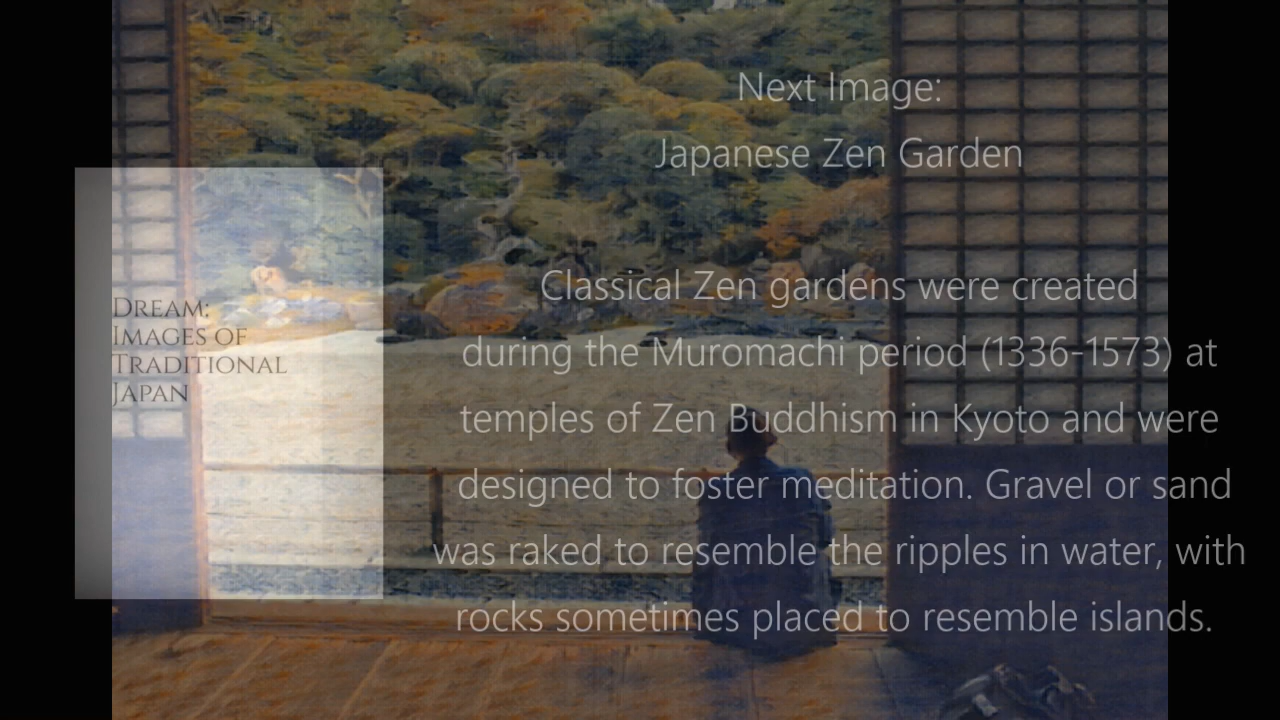 Next Image:
Japanese Zen Garden
DREAM:
IMAGES OF
TRADITIONAL
JAPAN
Classical Zen gardens were created
during the Muromachi period (1336-1573) at
temples of Zen Buddhism in Kyoto and were
designed to foster meditation. Gravel or sand
was raked to resemble the ripples in water, with
rocks sometimes placed to resemble islands.